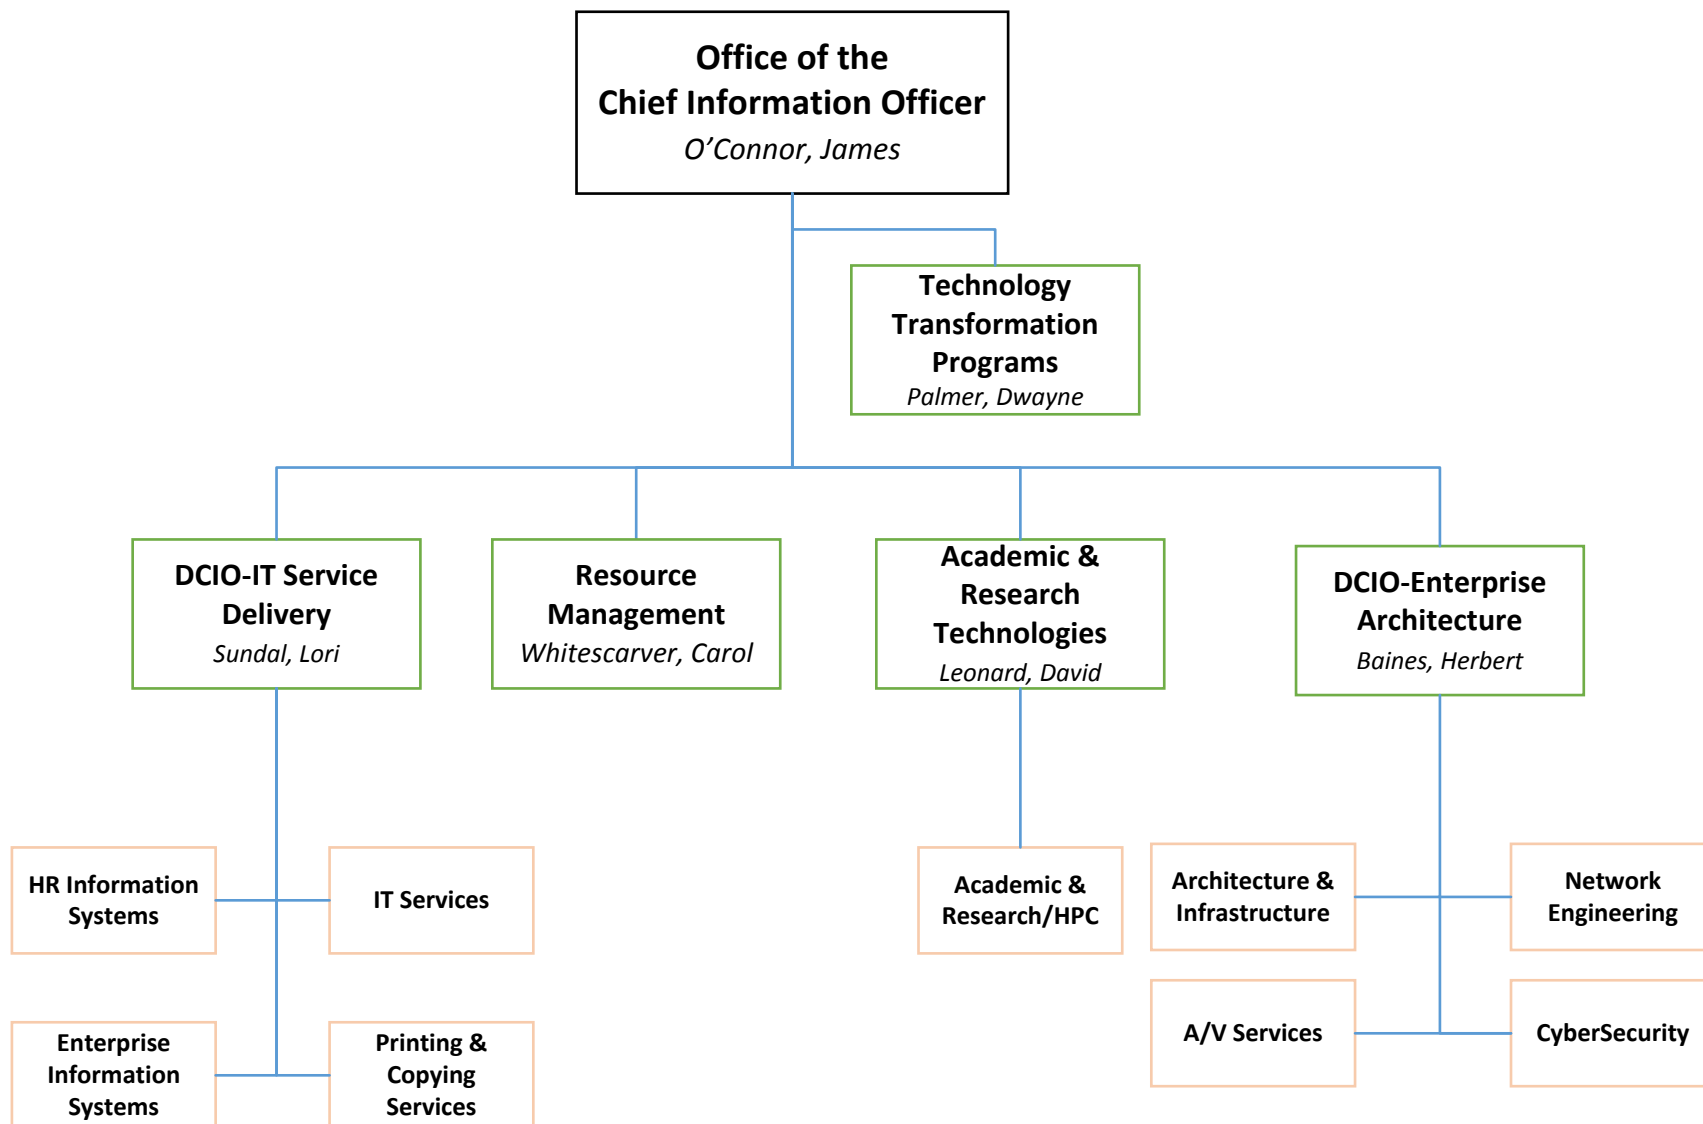 Office of the
Chief Information Officer
O’Connor, James
Technology
Transformation
Programs
Palmer, Dwayne
DCIO-IT Service
Delivery
Sundal, Lori
Resource
Management
Whitescarver, Carol
Academic &
Research
Technologies
Leonard, David
DCIO-Enterprise
Architecture
Baines, Herbert
HR Information
Systems
IT Services
Academic &
Research/HPC
Architecture &
Infrastructure
Network
Engineering
Enterprise
Information
Systems
Printing &
Copying
Services
A/V Services
CyberSecurity